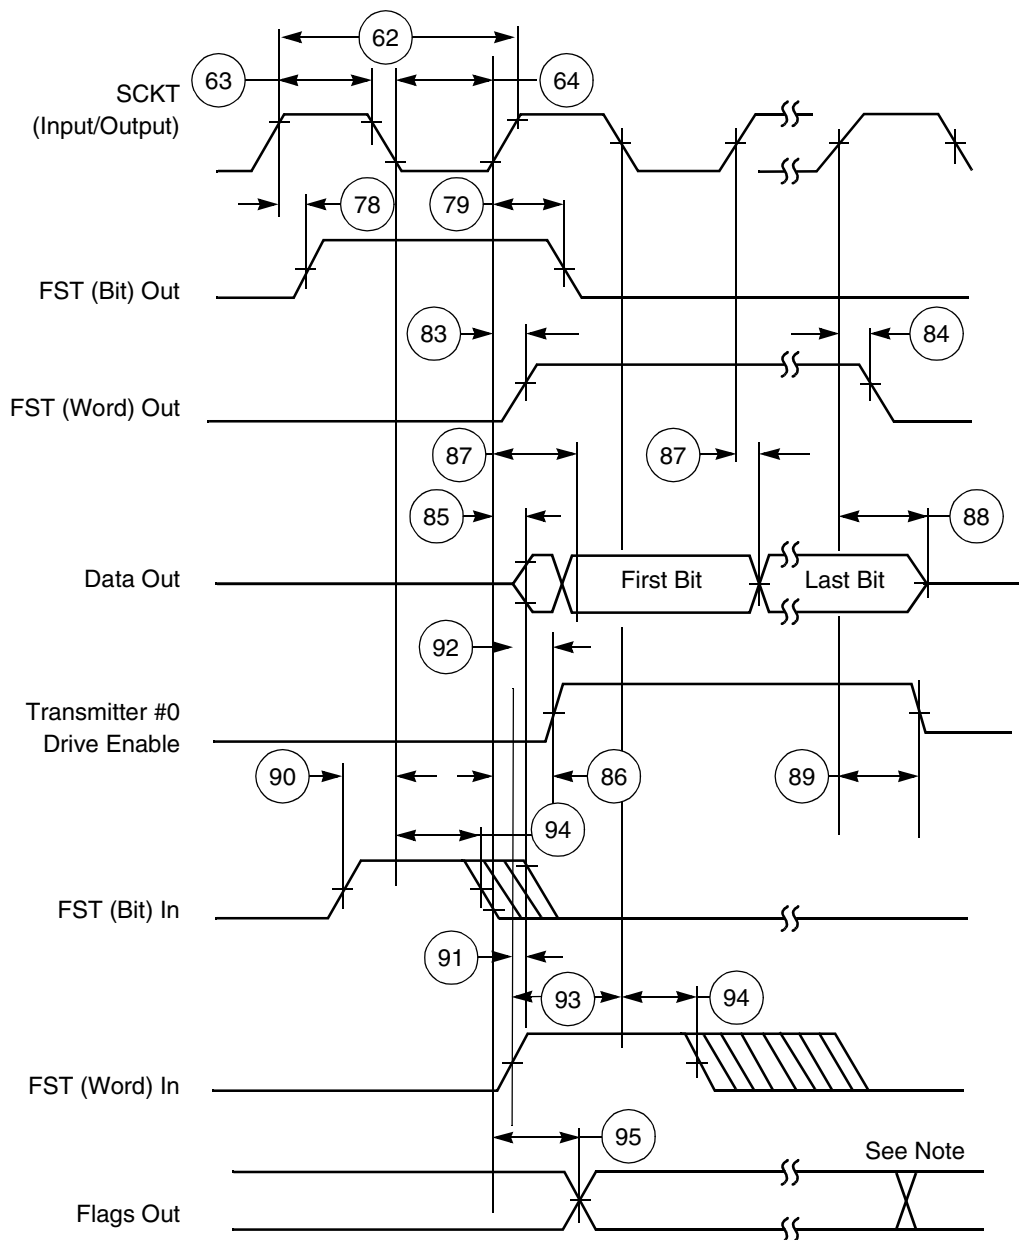 62
63
64
SCKT
(Input/Output)
78
79
FST (Bit) Out
83
84
FST (Word) Out
87
87
85
88
Data Out
First Bit
Last Bit
92
Transmitter #0
Drive Enable
90
86
89
94
FST (Bit) In
91
93
94
FST (Word) In
95
See Note
Flags Out